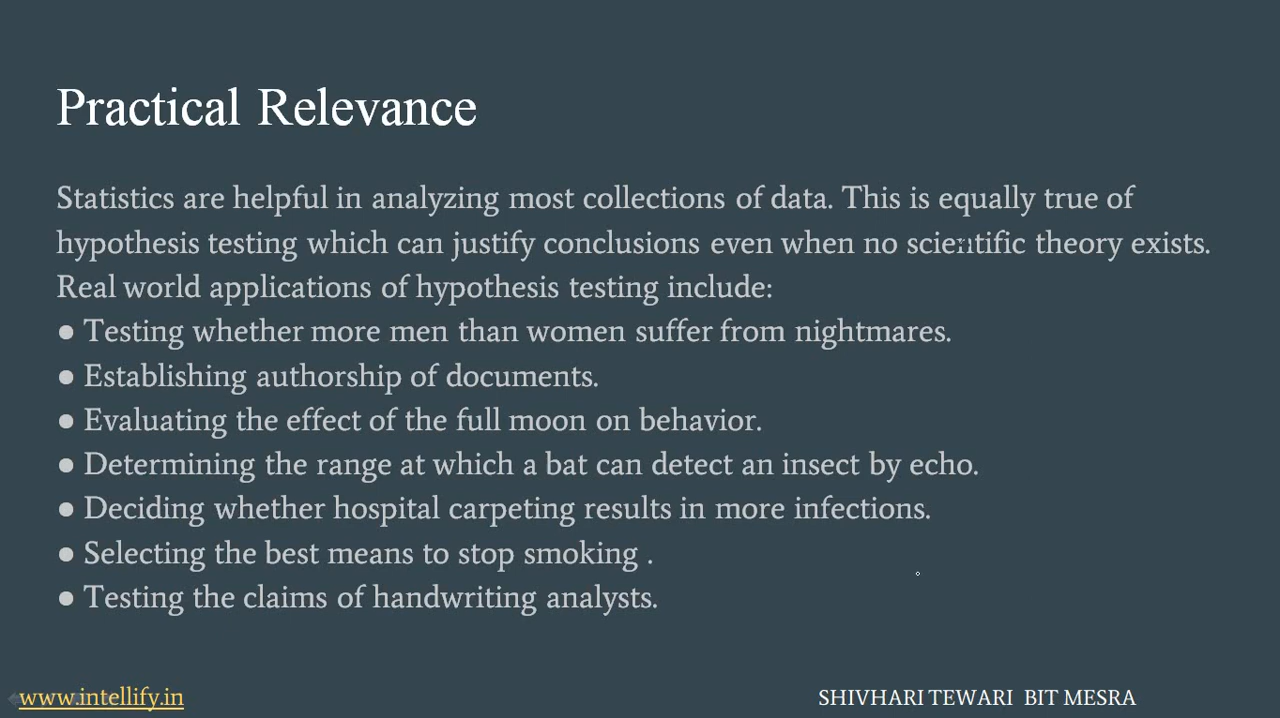 Practical Relevance
Statistics are helpful in analyzing most collections of data. This is equally true of
hypothesis testing which can justify conclusions even when no scientific theory exists.
Real world applications of hypothesis testing include:
● Testing whether more men than women suffer from nightmares.
● Establishing authorship of documents.
● Evaluating the effect of the full moon on behavior.
● Determining the range at which a bat can detect an insect by echo.
● Deciding whether hospital carpeting results in more infections.
● Selecting the best means to stop smoking .
● Testing the claims of handwriting analysts.
www.intellify.in
SHIVHARI TEWARI BIT MESRA